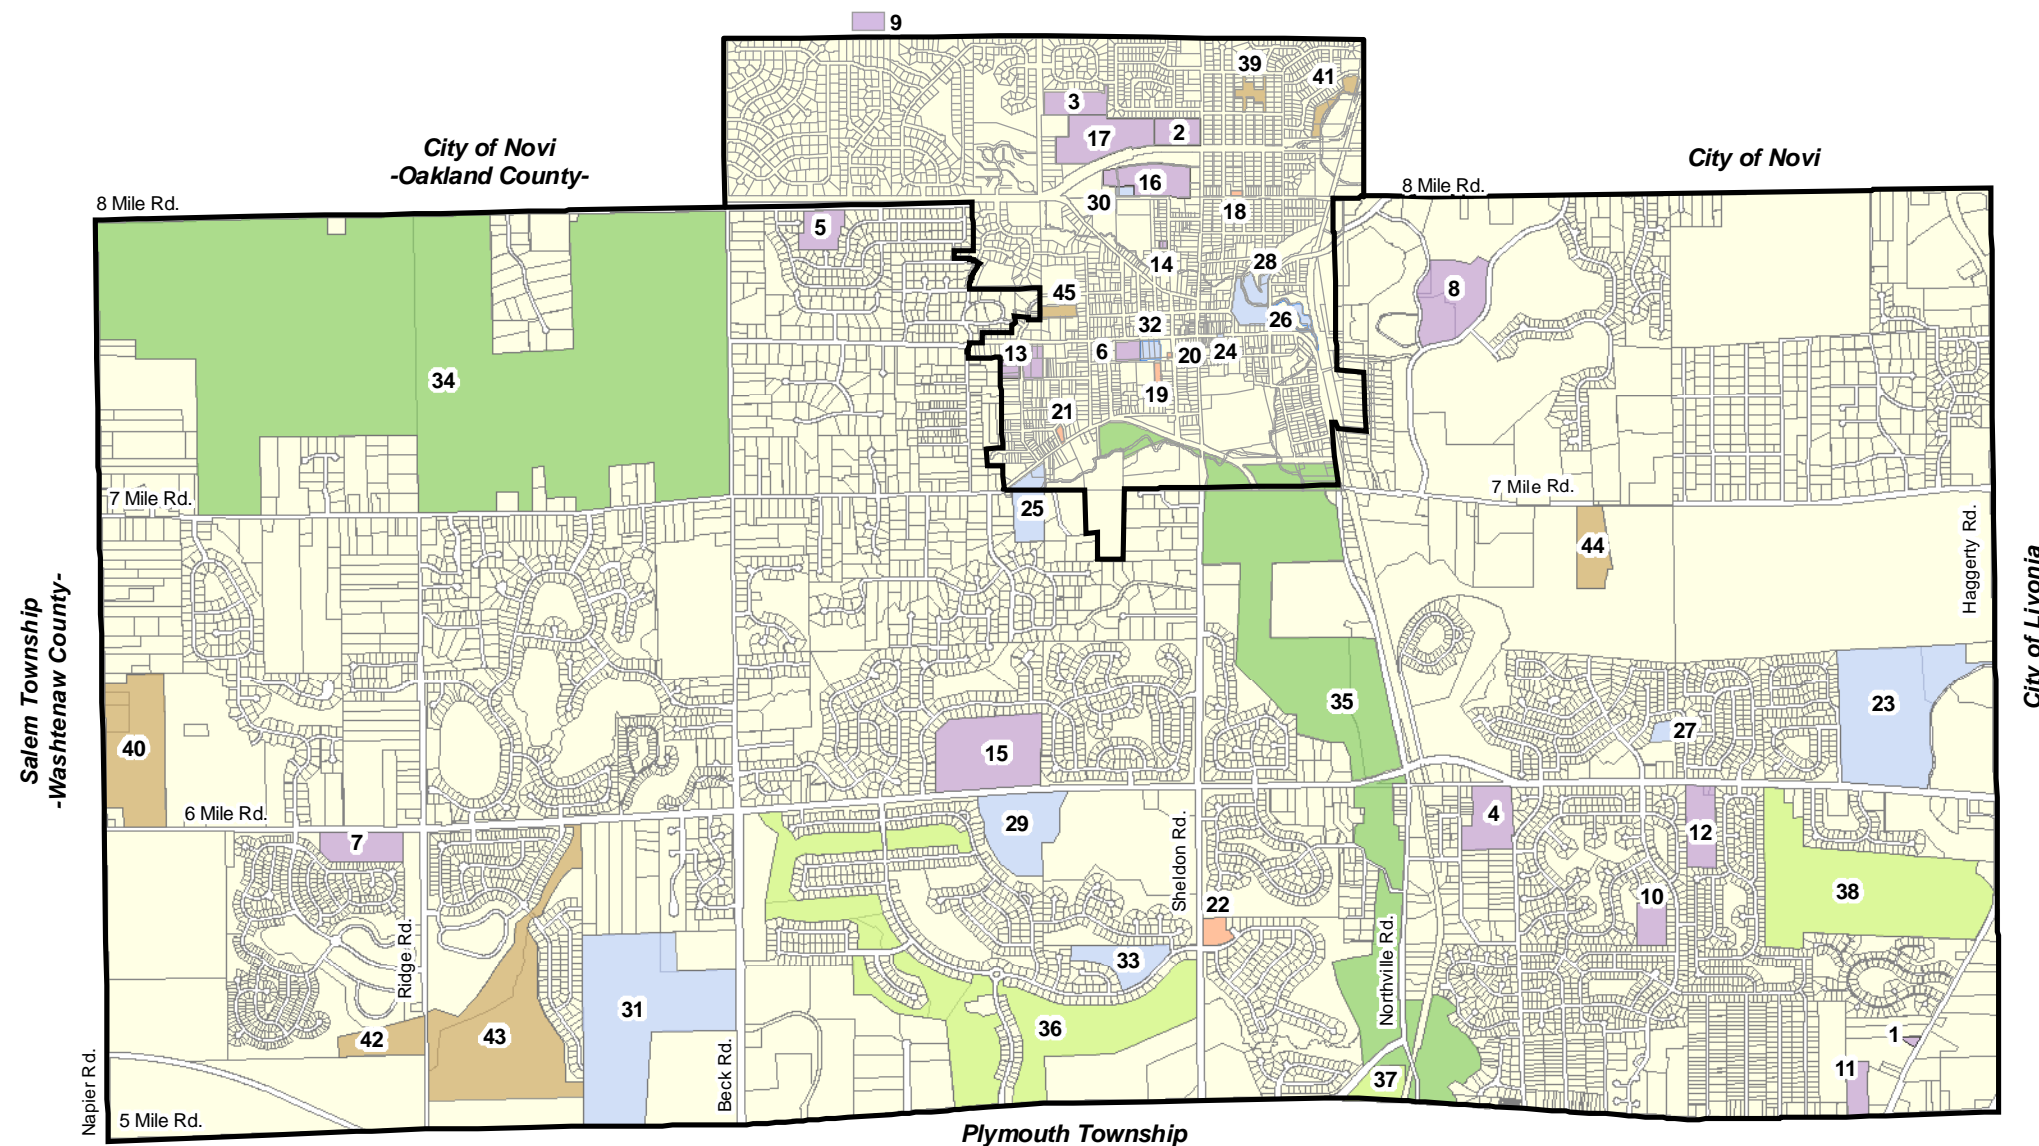 9
39
41
3
17
2
City of Novi
-Oakland County-
City of Novi
16
8 Mile Rd.
8 Mile Rd.
30
18
5
14
28
8
45
26
32
13
6
20
24
34
19
21
7 Mile Rd.
7 Mile Rd.
25
Haggerty Rd.
44
Salem Township
-Washtenaw County-
City of Livonia
35
23
27
40
15
6 Mile Rd.
Sheldon Rd.
29
4
7
12
10
38
22
Ridge Rd.
Northville Rd.
33
31
36
42
43
1
11
37
Napier Rd.
Beck Rd.
5 Mile Rd.
Plymouth Township